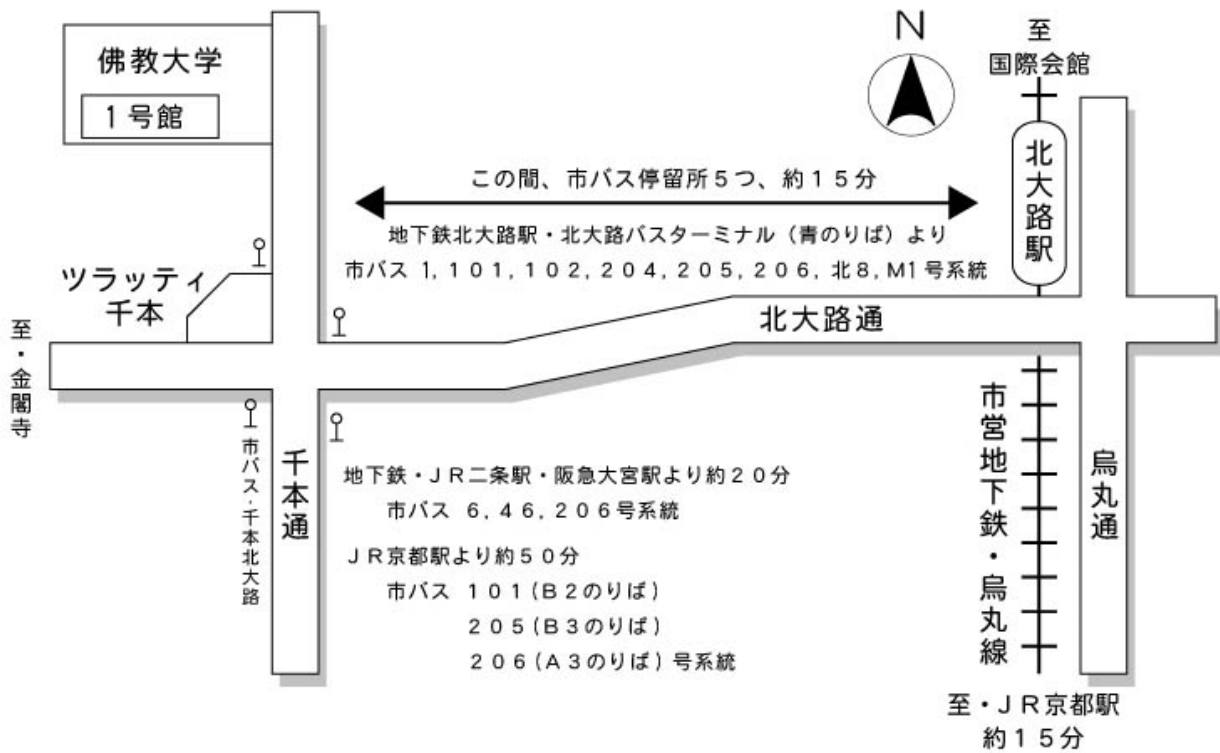 佛教大学
1号館
N
至
国際会館
北大路駅
この間、市バス停留所５つ、約１５分
地下鉄北大路駅・北大路バスターミナル（青のりば）より
市バス 1, 101, 102, 204, 205, 206, 北8, M1号系統
ツラッティ
千本
北大路通
至・金閣寺
市バス・千本北大路
千本通
地下鉄・ＪＲ二条駅・阪急大宮駅より約２０分
市バス 6, 46, 206号系統
ＪＲ京都駅より約５０分
市バス １０１(Ｂ２のりば)
２０５(Ｂ３のりば)
２０６(Ａ３のりば) 号系統
市営地下鉄・烏丸線
烏丸通
至・ＪＲ京都駅
約１５分